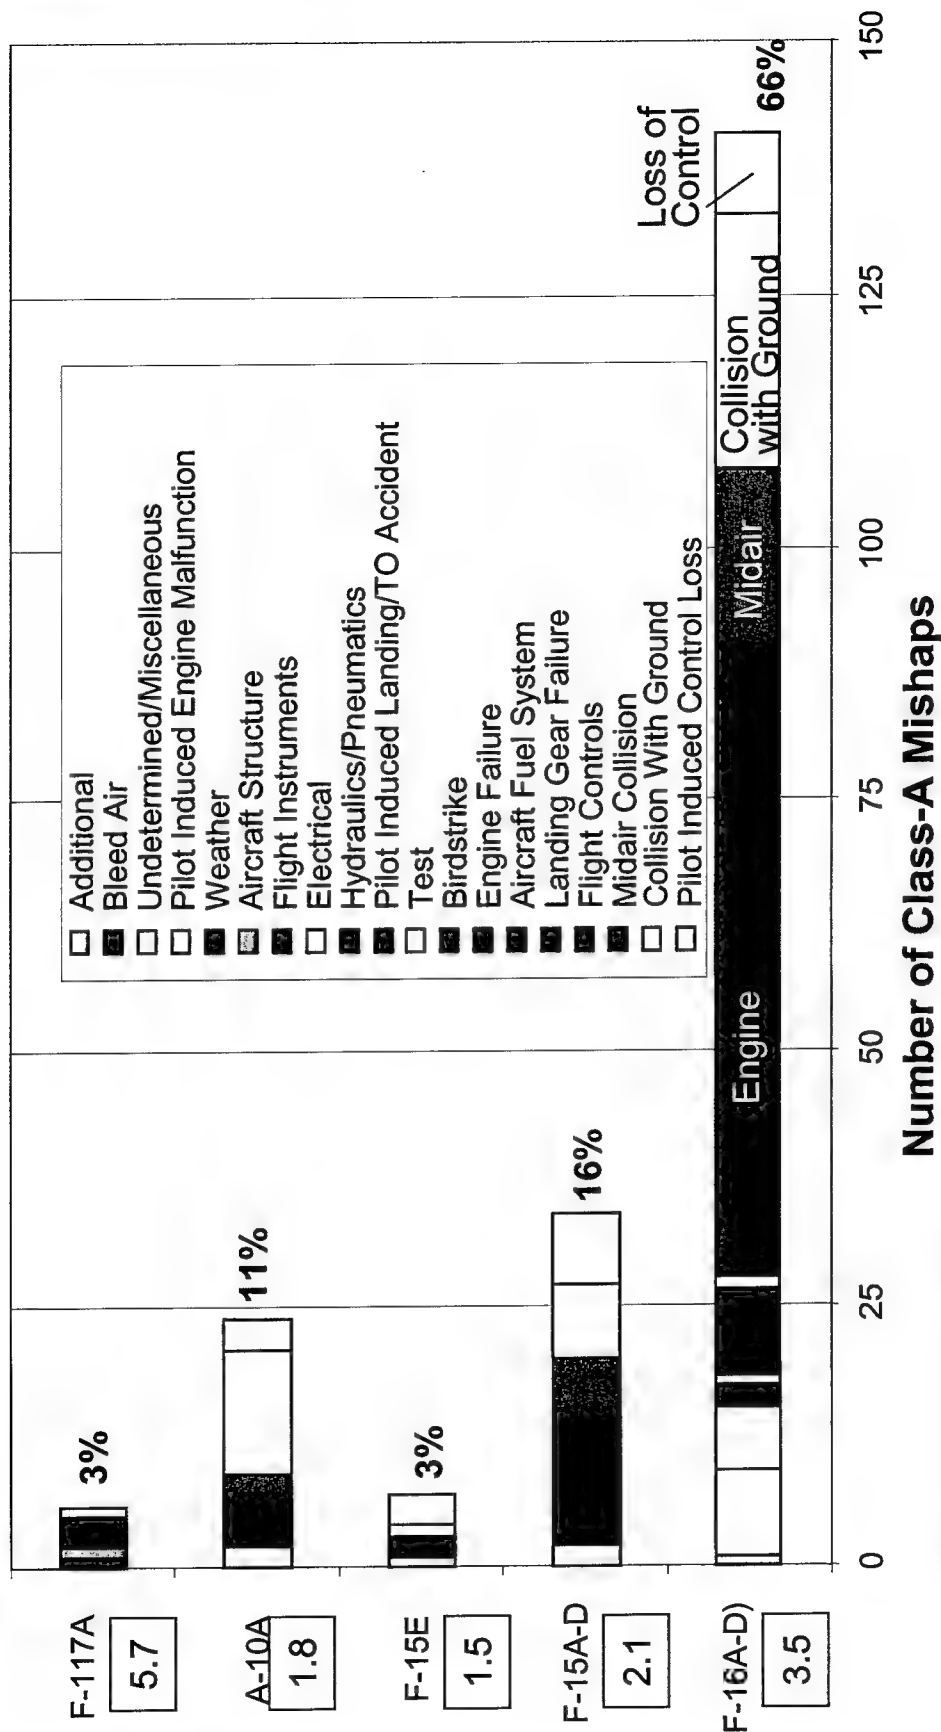 F-117A
5.7
3%
A-10A
1.8
11%
F-15E
1.5
3%
F-15A-D
2.1
16%
F-16A-D)
3.5
66%
Additional
Bleed Air
Undetermined/Miscellaneous
Pilot Induced Engine Malfunction
Weather
Aircraft Structure
Flight Instruments
Electrical
Hydraulics/Pneumatics
Pilot Induced Landing/TO Accident
Test
Birdstrike
Engine Failure
Aircraft Fuel System
Landing Gear Failure
Flight Controls
Midair Collision
Collision With Ground
Pilot Induced Control Loss
Loss of
Control
Engine
Midair
Collision
with Ground
0
25
50
75
100
125
150
Number of Class-A Mishaps